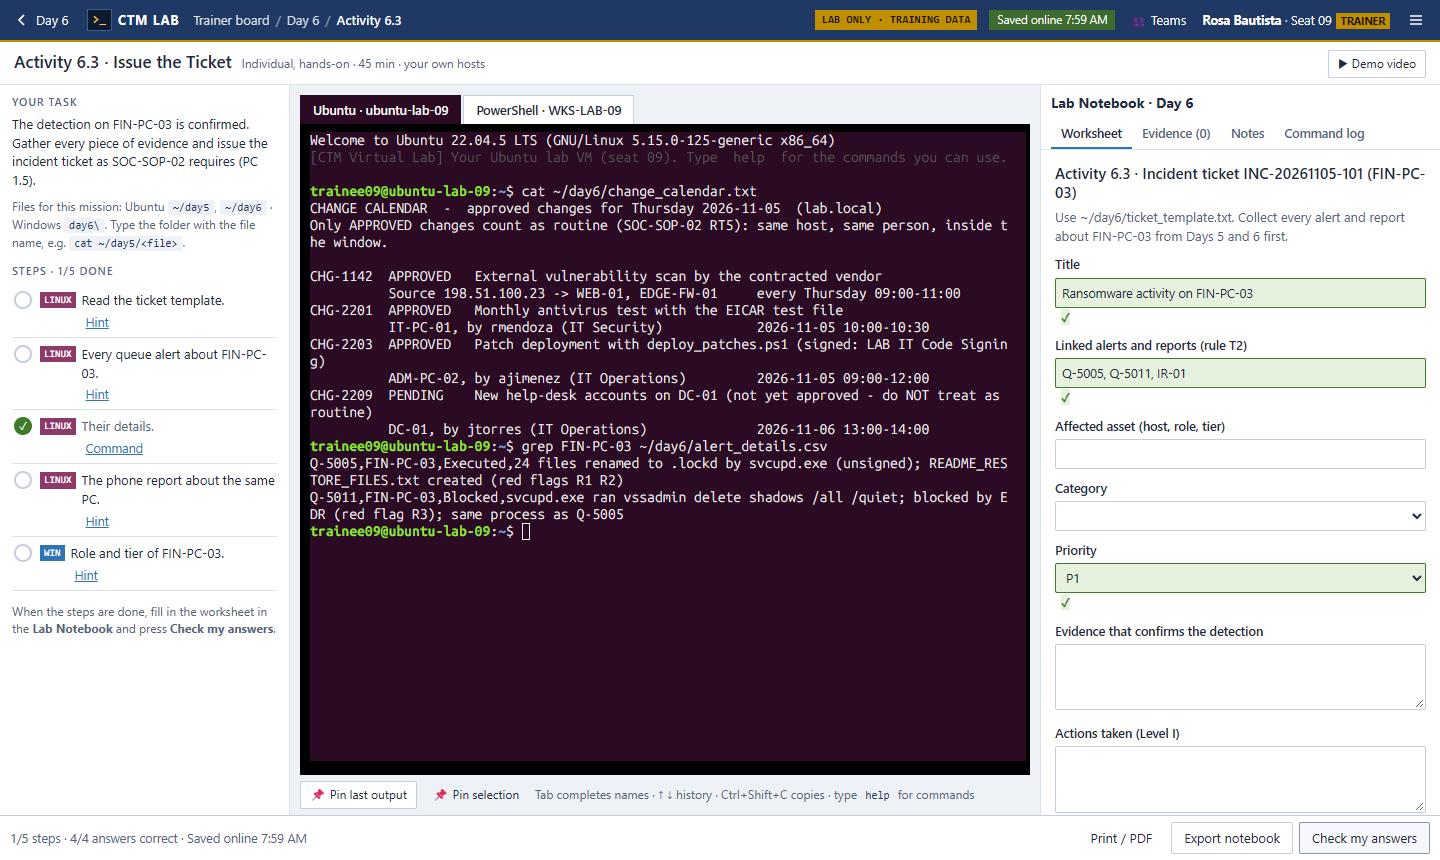 Day 6
>_ CTM LAB
Trainer board / Day 6 / Activity 6.3
LAB ONLY · TRAINING DATA
Saved online 7:59 AM
Teams
Rosa Bautista · Seat 09 TRAINER
Activity 6.3 · Issue the Ticket
Individual, hands-on · 45 min · your own hosts
▶ Demo video
YOUR TASK
The detection on FIN-PC-03 is confirmed.
Gather every piece of evidence and issue the
incident ticket as SOC-SOP-02 requires (PC
1.5).
Files for this mission: Ubuntu ~/day5, ~/day6 ·
Windows day6\. Type the folder with the file
name, e.g. cat ~/day5/<file>.
STEPS · 1/5 DONE
LINUX Read the ticket template.
Hint
LINUX Every queue alert about FIN-PC-
03.
Hint
LINUX Their details.
Command
LINUX The phone report about the same
PC.
Hint
WIN Role and tier of FIN-PC-03.
Hint
When the steps are done, fill in the worksheet in
the Lab Notebook and press Check my answers.
Ubuntu · ubuntu-lab-09
PowerShell · WKS-LAB-09
Welcome to Ubuntu 22.04.5 LTS (GNU/Linux 5.15.0-125-generic x86_64)
[CTM Virtual Lab] Your Ubuntu lab VM (seat 09). Type  help  for the commands you can use.
trainee09@ubuntu-lab-09:~$ cat ~/day6/change_calendar.txt
CHANGE CALENDAR  -  approved changes for Thursday 2026-11-05  (lab.local)
Only APPROVED changes count as routine (SOC-SOP-02 RT5): same host, same person, inside t
he window.
CHG-1142  APPROVED   External vulnerability scan by the contracted vendor
Source 198.51.100.23 -> WEB-01, EDGE-FW-01     every Thursday 09:00-11:00
CHG-2201  APPROVED   Monthly antivirus test with the EICAR test file
IT-PC-01, by rmendoza (IT Security)            2026-11-05 10:00-10:30
CHG-2203  APPROVED   Patch deployment with deploy_patches.ps1 (signed: LAB IT Code Signin
g)
ADM-PC-02, by ajimenez (IT Operations)         2026-11-05 09:00-12:00
CHG-2209  PENDING    New help-desk accounts on DC-01 (not yet approved - do NOT treat as
routine)
DC-01, by jtorres (IT Operations)              2026-11-06 13:00-14:00
trainee09@ubuntu-lab-09:~$ grep FIN-PC-03 ~/day6/alert_details.csv
Q-5005,FIN-PC-03,Executed,24 files renamed to .lockd by svcupd.exe (unsigned); README_RES
TORE_FILES.txt created (red flags R1 R2)
Q-5011,FIN-PC-03,Blocked,svcupd.exe ran vssadmin delete shadows /all /quiet; blocked by E
DR (red flag R3); same process as Q-5005
trainee09@ubuntu-lab-09:~$
Pin last output
Pin selection
Tab completes names · ↑ ↓ history · Ctrl+Shift+C copies · type help for commands
Lab Notebook · Day 6
Worksheet
Evidence (0)
Notes
Command log
Activity 6.3 · Incident ticket INC-20261105-101 (FIN-PC-
03)
Use ~/day6/ticket_template.txt. Collect every alert and report
about FIN-PC-03 from Days 5 and 6 first.
Title
Ransomware activity on FIN-PC-03
✓
Linked alerts and reports (rule T2)
Q-5005, Q-5011, IR-01
✓
Affected asset (host, role, tier)
Category
Priority
P1
✓
Evidence that confirms the detection
Actions taken (Level I)
1/5 steps · 4/4 answers correct · Saved online 7:59 AM
Print / PDF
Export notebook
Check my answers